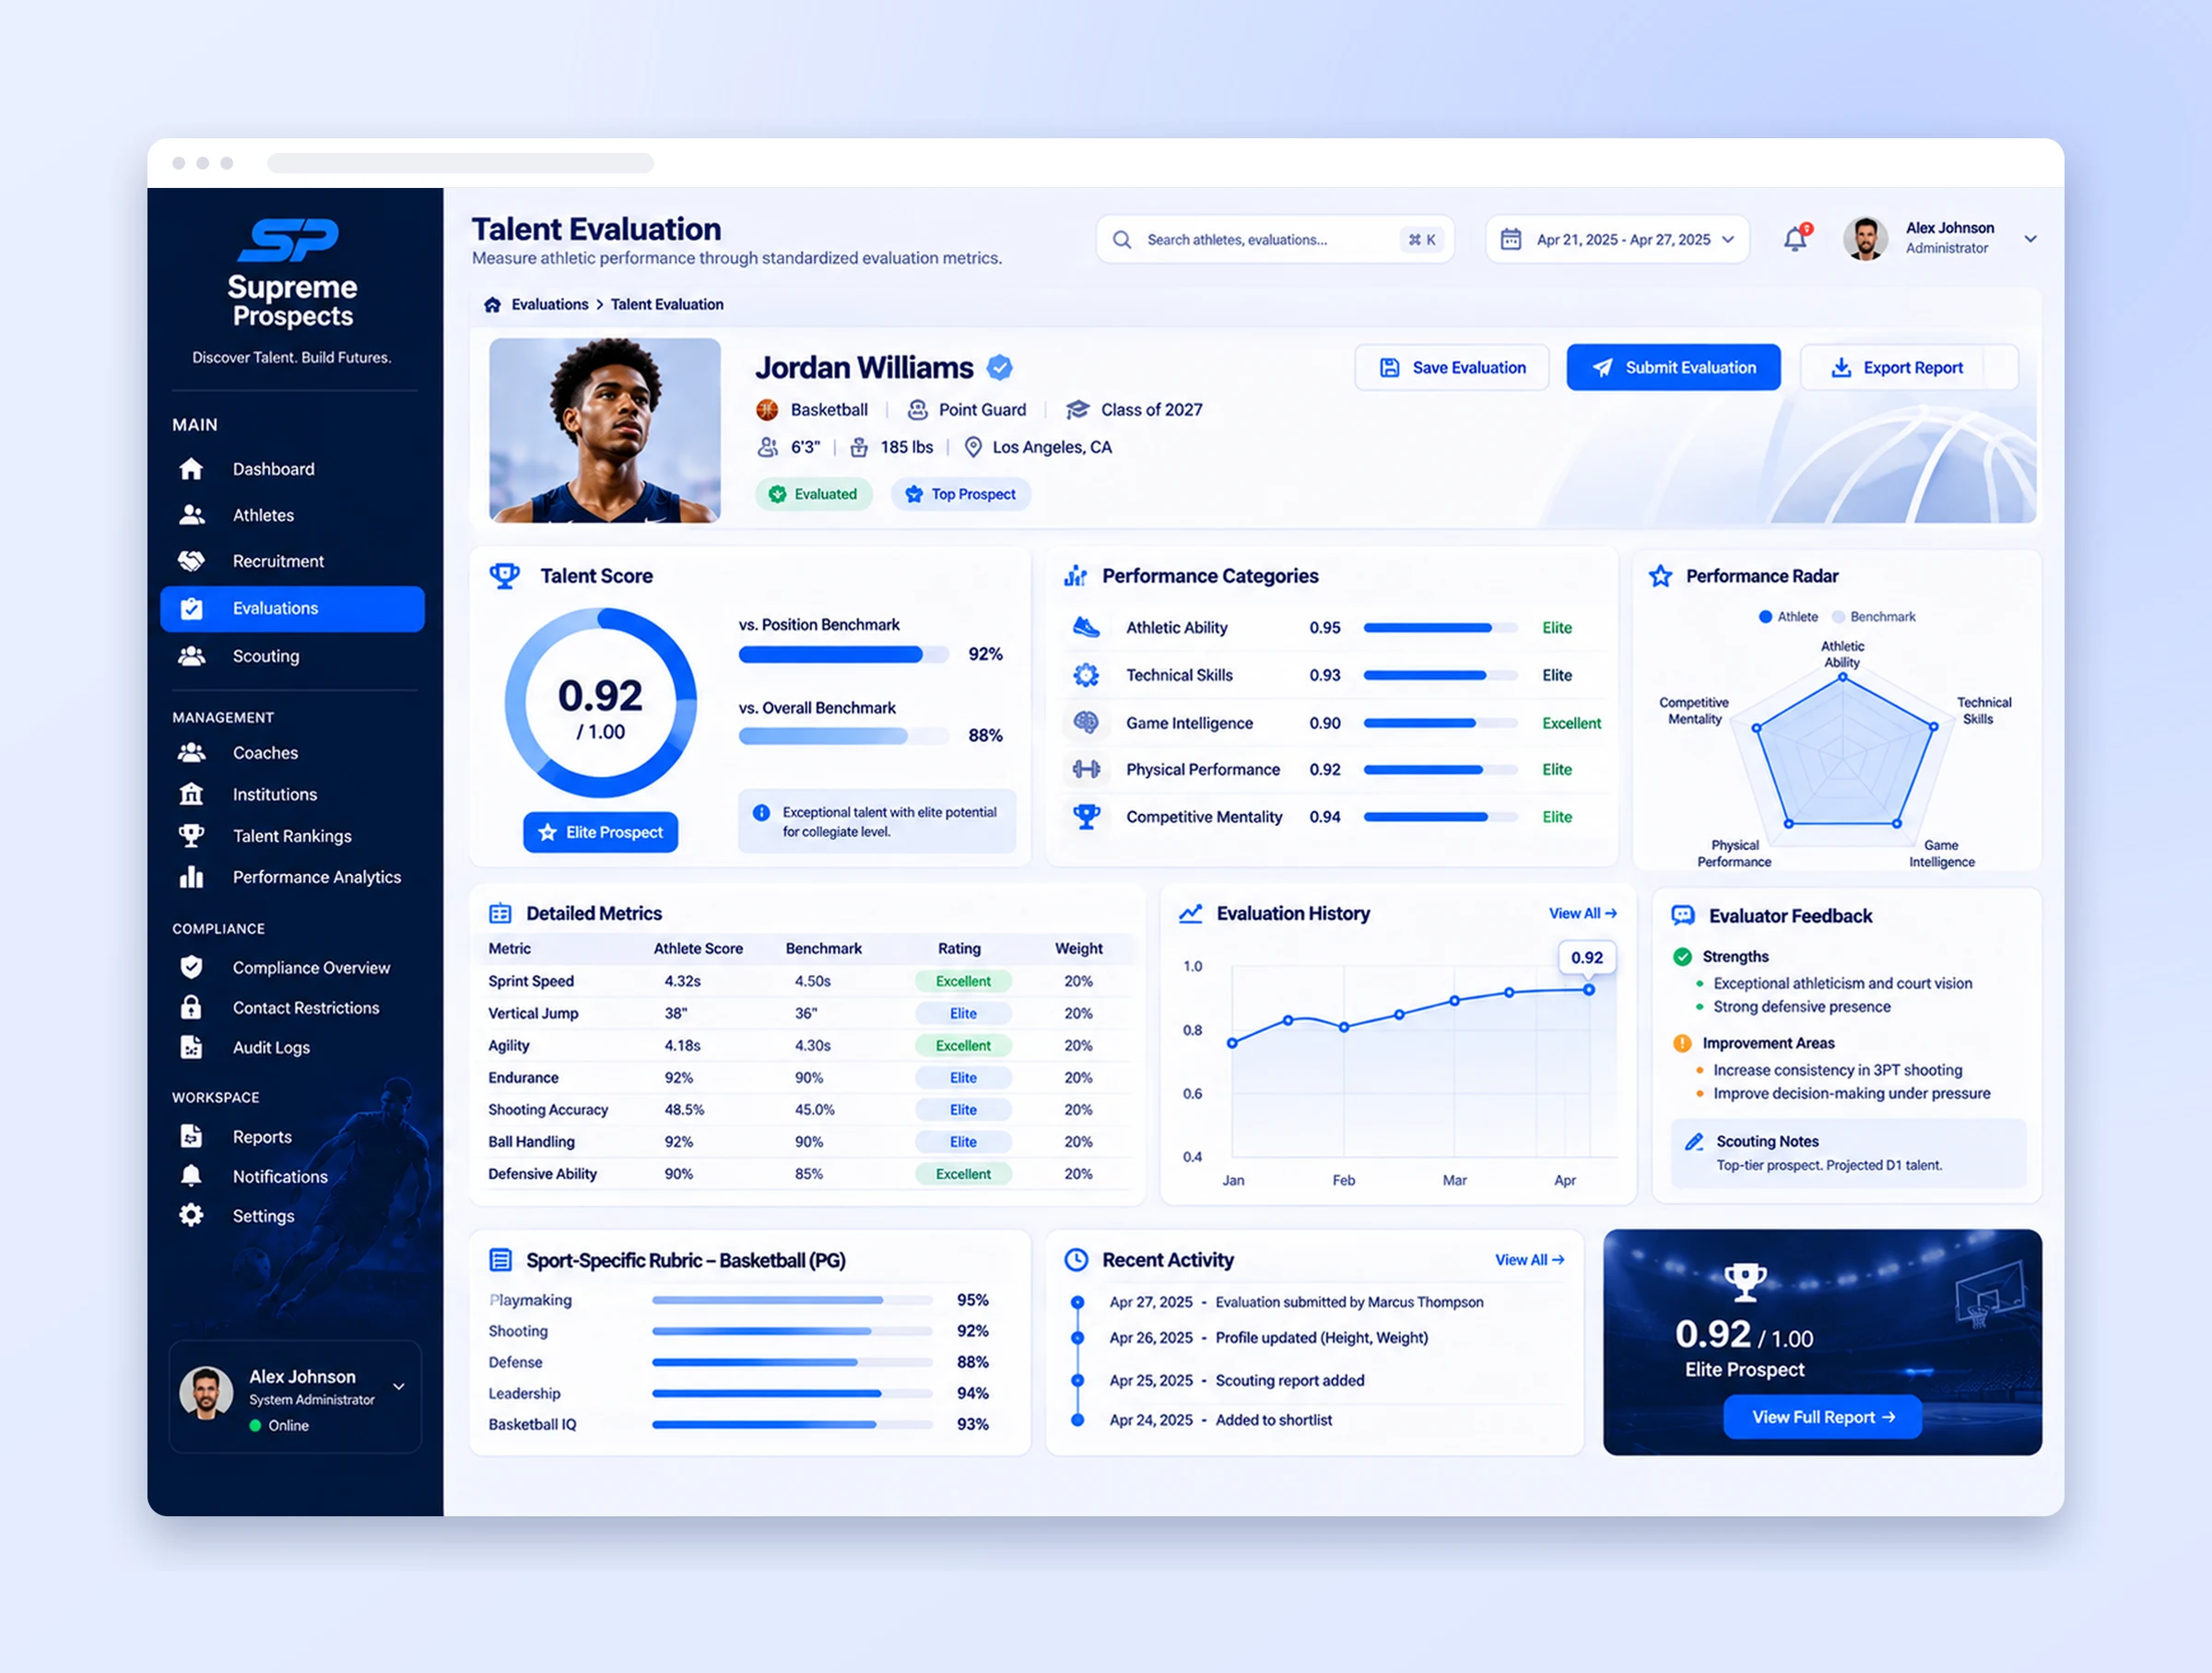 SP
Supreme
Prospects
Discover Talent. Build Futures.
MAIN
Dashboard
Athletes
Recruitment
Evaluations
Scouting
MANAGEMENT
Coaches
Institutions
Talent Rankings
Performance Analytics
COMPLIANCE
Compliance Overview
Contact Restrictions
Audit Logs
WORKSPACE
Reports
Notifications
Settings
Alex Johnson
System Administrator
Online
Talent Evaluation
Measure athletic performance through standardized evaluation metrics.
Search athletes, evaluations... ⌘ K
Apr 21, 2025 - Apr 27, 2025
Alex Johnson
Administrator
Evaluations > Talent Evaluation
Jordan Williams
Basketball | Point Guard | Class of 2027
6'3" | 185 lbs | Los Angeles, CA
Evaluated Top Prospect
Save Evaluation
Submit Evaluation
Export Report
Talent Score
0.92
/ 1.00
Elite Prospect
vs. Position Benchmark
92%
vs. Overall Benchmark
88%
Exceptional talent with elite potential
for collegiate level.
Performance Categories
Athletic Ability 0.95 Elite
Technical Skills 0.93 Elite
Game Intelligence 0.90 Excellent
Physical Performance 0.92 Elite
Competitive Mentality 0.94 Elite
Performance Radar
Athlete Benchmark
Athletic
Ability
Technical
Skills
Game
Intelligence
Physical
Performance
Competitive
Mentality
Detailed Metrics
Metric Athlete Score Benchmark Rating Weight
Sprint Speed 4.32s 4.50s Excellent 20%
Vertical Jump 38" 36" Elite 20%
Agility 4.18s 4.30s Excellent 20%
Endurance 92% 90% Elite 20%
Shooting Accuracy 48.5% 45.0% Elite 20%
Ball Handling 92% 90% Elite 20%
Defensive Ability 90% 85% Excellent 20%
Evaluation History
View All →
0.92
1.0
0.8
0.6
0.4
Jan Feb Mar Apr
Evaluator Feedback
Strengths
• Exceptional athleticism and court vision
• Strong defensive presence
Improvement Areas
• Increase consistency in 3PT shooting
• Improve decision-making under pressure
Scouting Notes
Top-tier prospect. Projected D1 talent.
Sport-Specific Rubric – Basketball (PG)
Playmaking 95%
Shooting 92%
Defense 88%
Leadership 94%
Basketball IQ 93%
Recent Activity
View All →
Apr 27, 2025 - Evaluation submitted by Marcus Thompson
Apr 26, 2025 - Profile updated (Height, Weight)
Apr 25, 2025 - Scouting report added
Apr 24, 2025 - Added to shortlist
0.92 / 1.00
Elite Prospect
View Full Report →